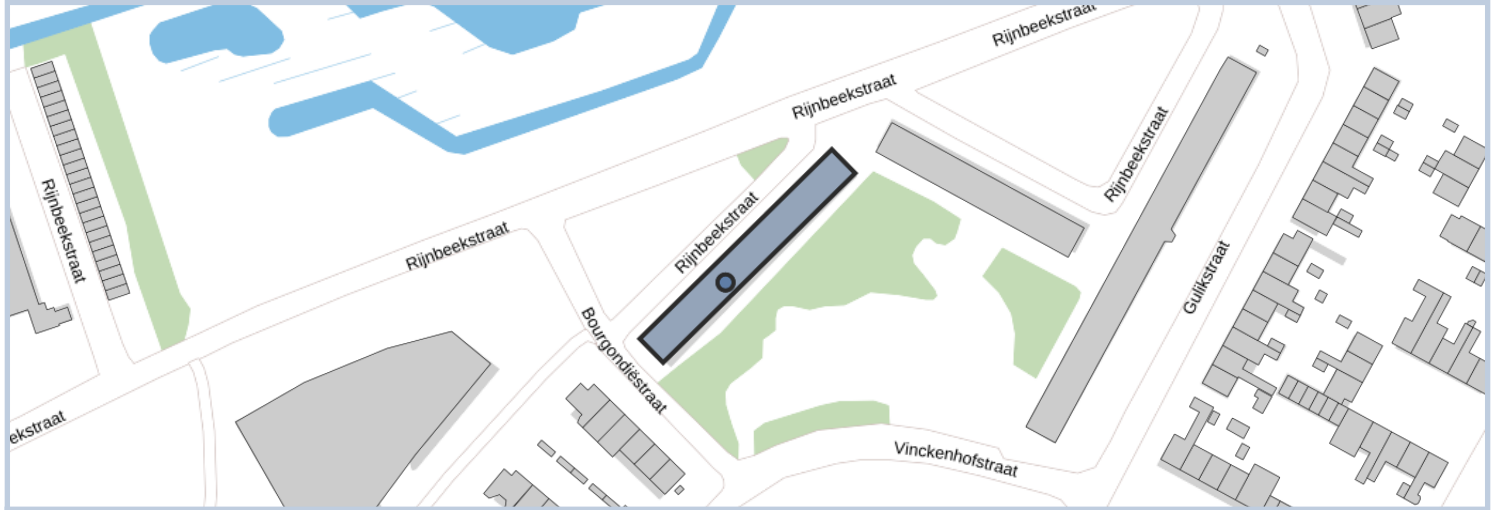 Rijnbeekstraat
Rijnbeekstraat
Rijnbeekstraat
Rijnbeekstraat
Rijnbeekstraat
Rijnbeekstraat
Gulikstraat
Bourgondiëstraat
ekstraat
Vinckenhofstraat